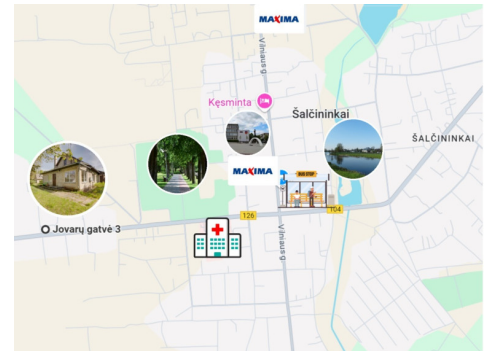 MAXIMA
Vilniaus g.
Kęsminta
Šalčininkai
ŠALČININKAI
MAXIMA
BUS STOP
104
126
Jovarų gatvė 3
Vilniaus g.